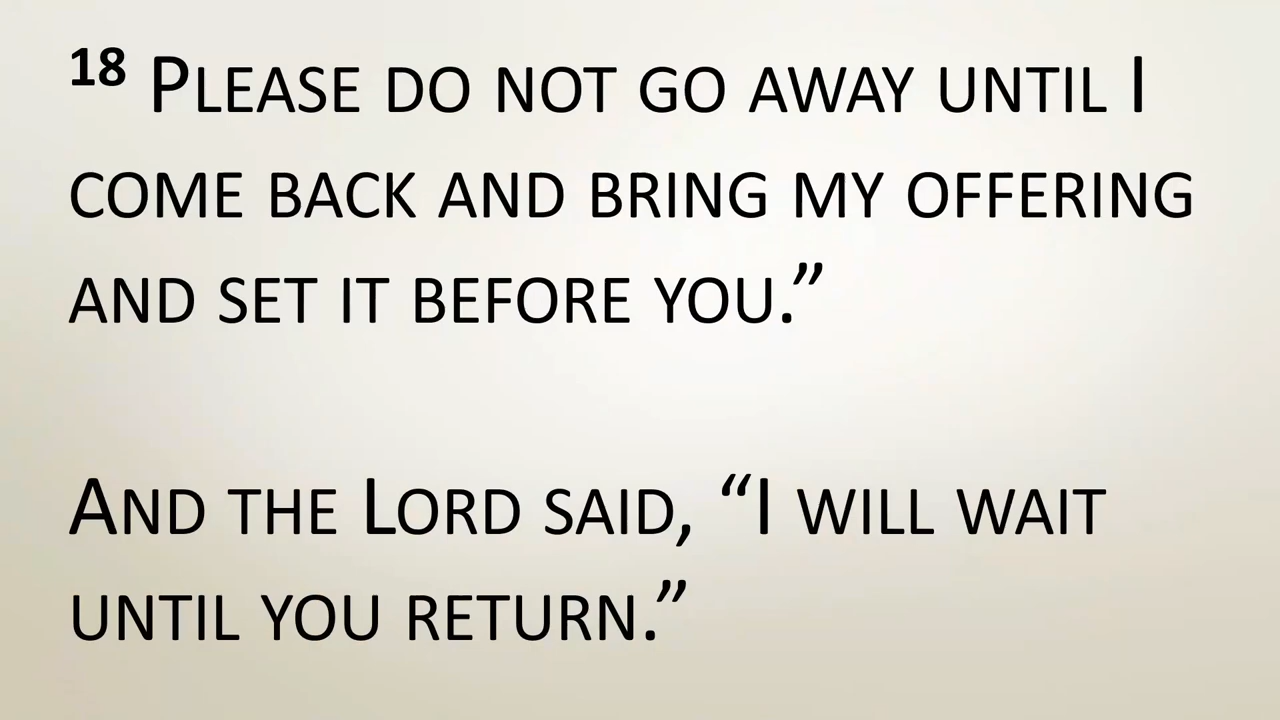 18 Please do not go away until I
come back and bring my offering
and set it before you.”
And the Lord said, “I will wait
until you return.”